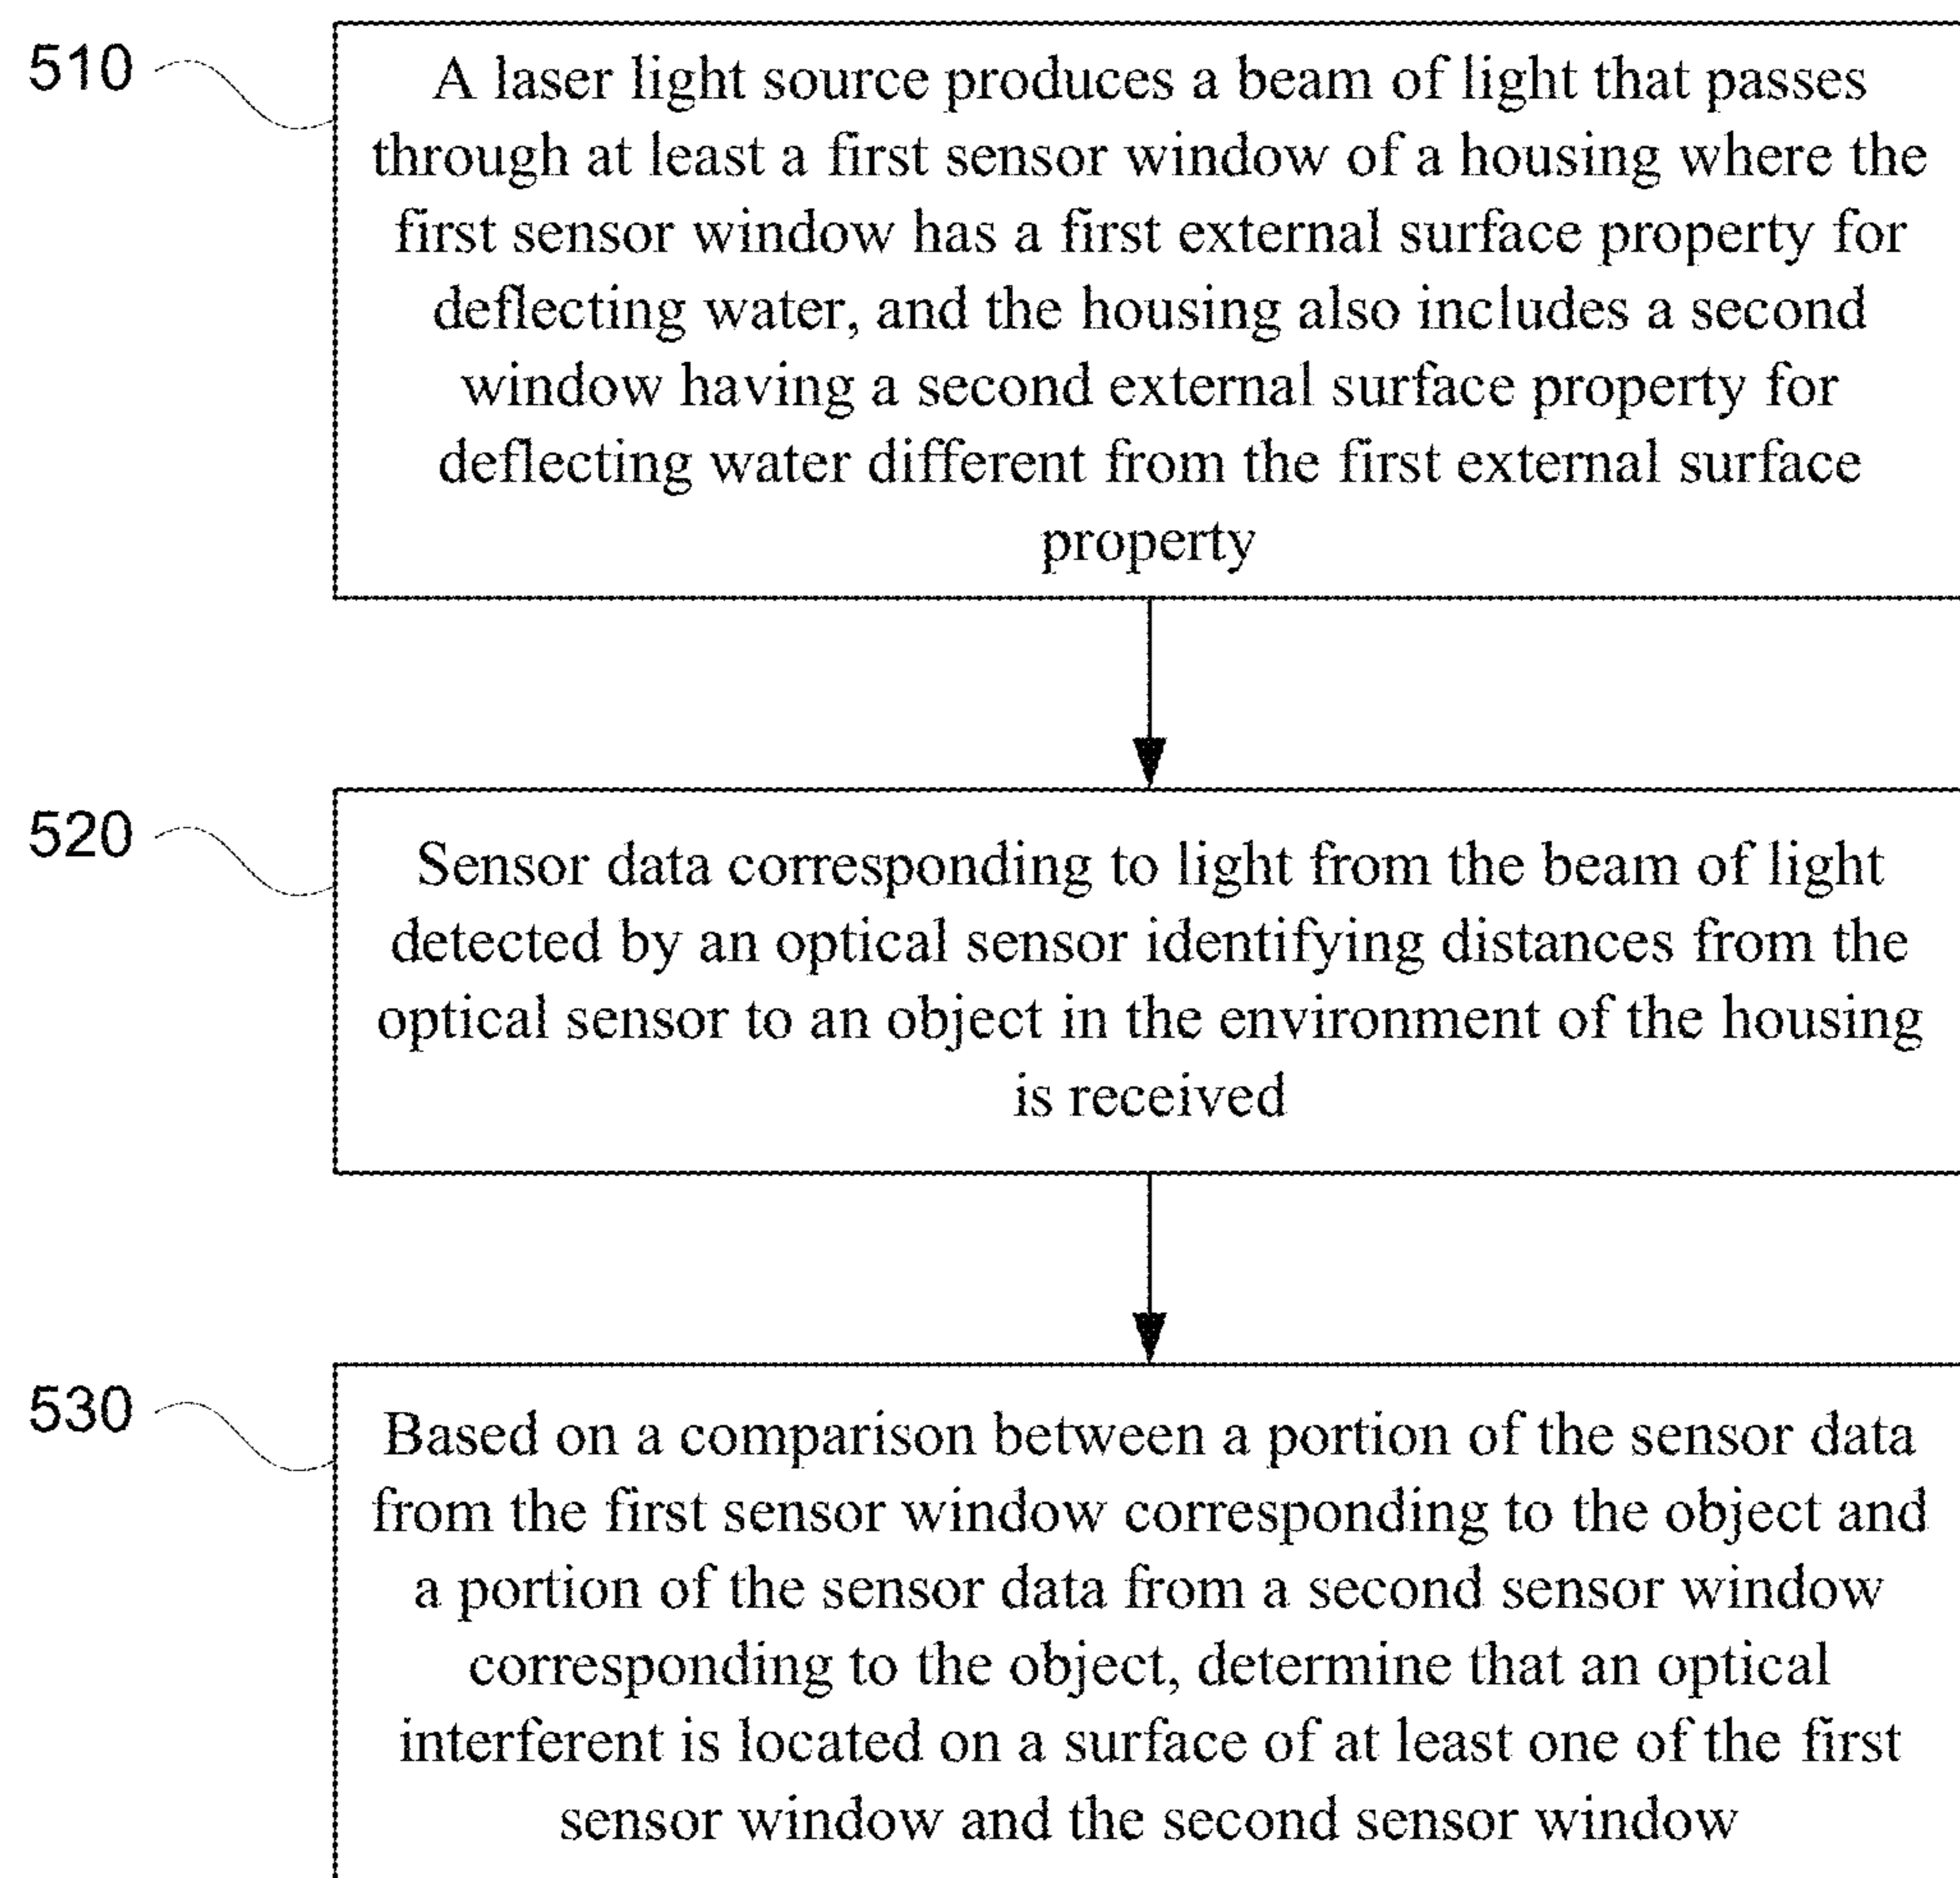 510
A laser light source produces a beam of light that passes
through at least a first sensor window of a housing where the
first sensor window has a first external surface property for
deflecting water, and the housing also includes a second
window having a second external surface property for
deflecting water different from the first external surface
property
520
Sensor data corresponding to light from the beam of light
detected by an optical sensor identifying distances from the
optical sensor to an object in the environment of the housing
is received
530
Based on a comparison between a portion of the sensor data
from the first sensor window corresponding to the object and
a portion of the sensor data from a second sensor window
corresponding to the object, determine that an optical
interferent is located on a surface of at least one of the first
sensor window and the second sensor window